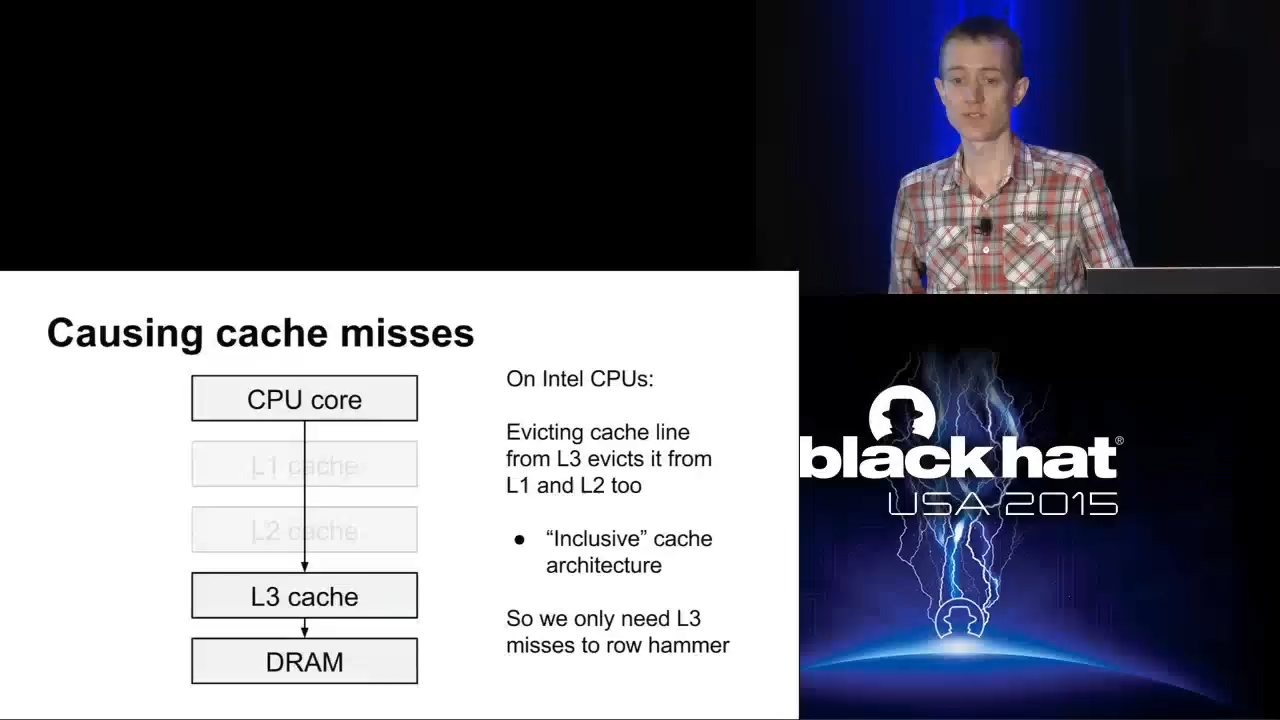 Causing cache misses
CPU core
L1 cache
L2 cache
L3 cache
DRAM
On Intel CPUs:
Evicting cache line
from L3 evicts it from
L1 and L2 too
● “Inclusive” cache
architecture
So we only need L3
misses to row hammer
black hat®
USA 2015